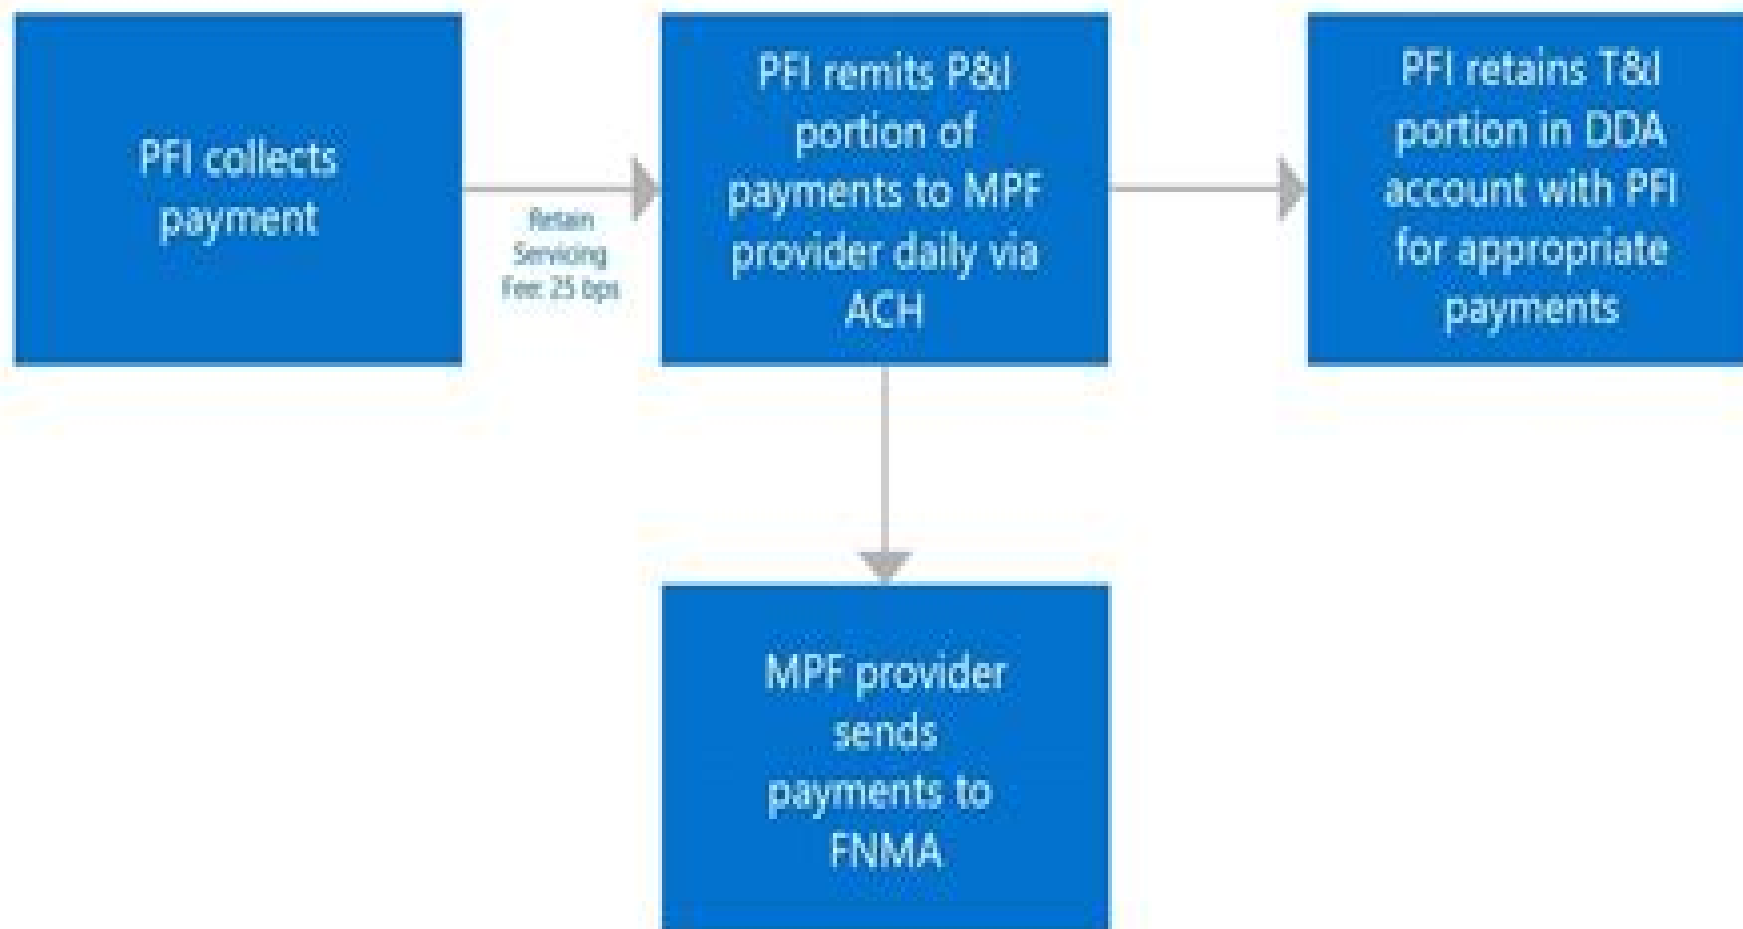 PFI collects
payment
Retain
Servicing
Fee: 25 bps
PFI remits P&I
portion of
payments to MPF
provider daily via
ACH
PFI retains T&I
portion in DDA
account with PFI
for appropriate
payments
MPF provider
sends
payments to
FNMA